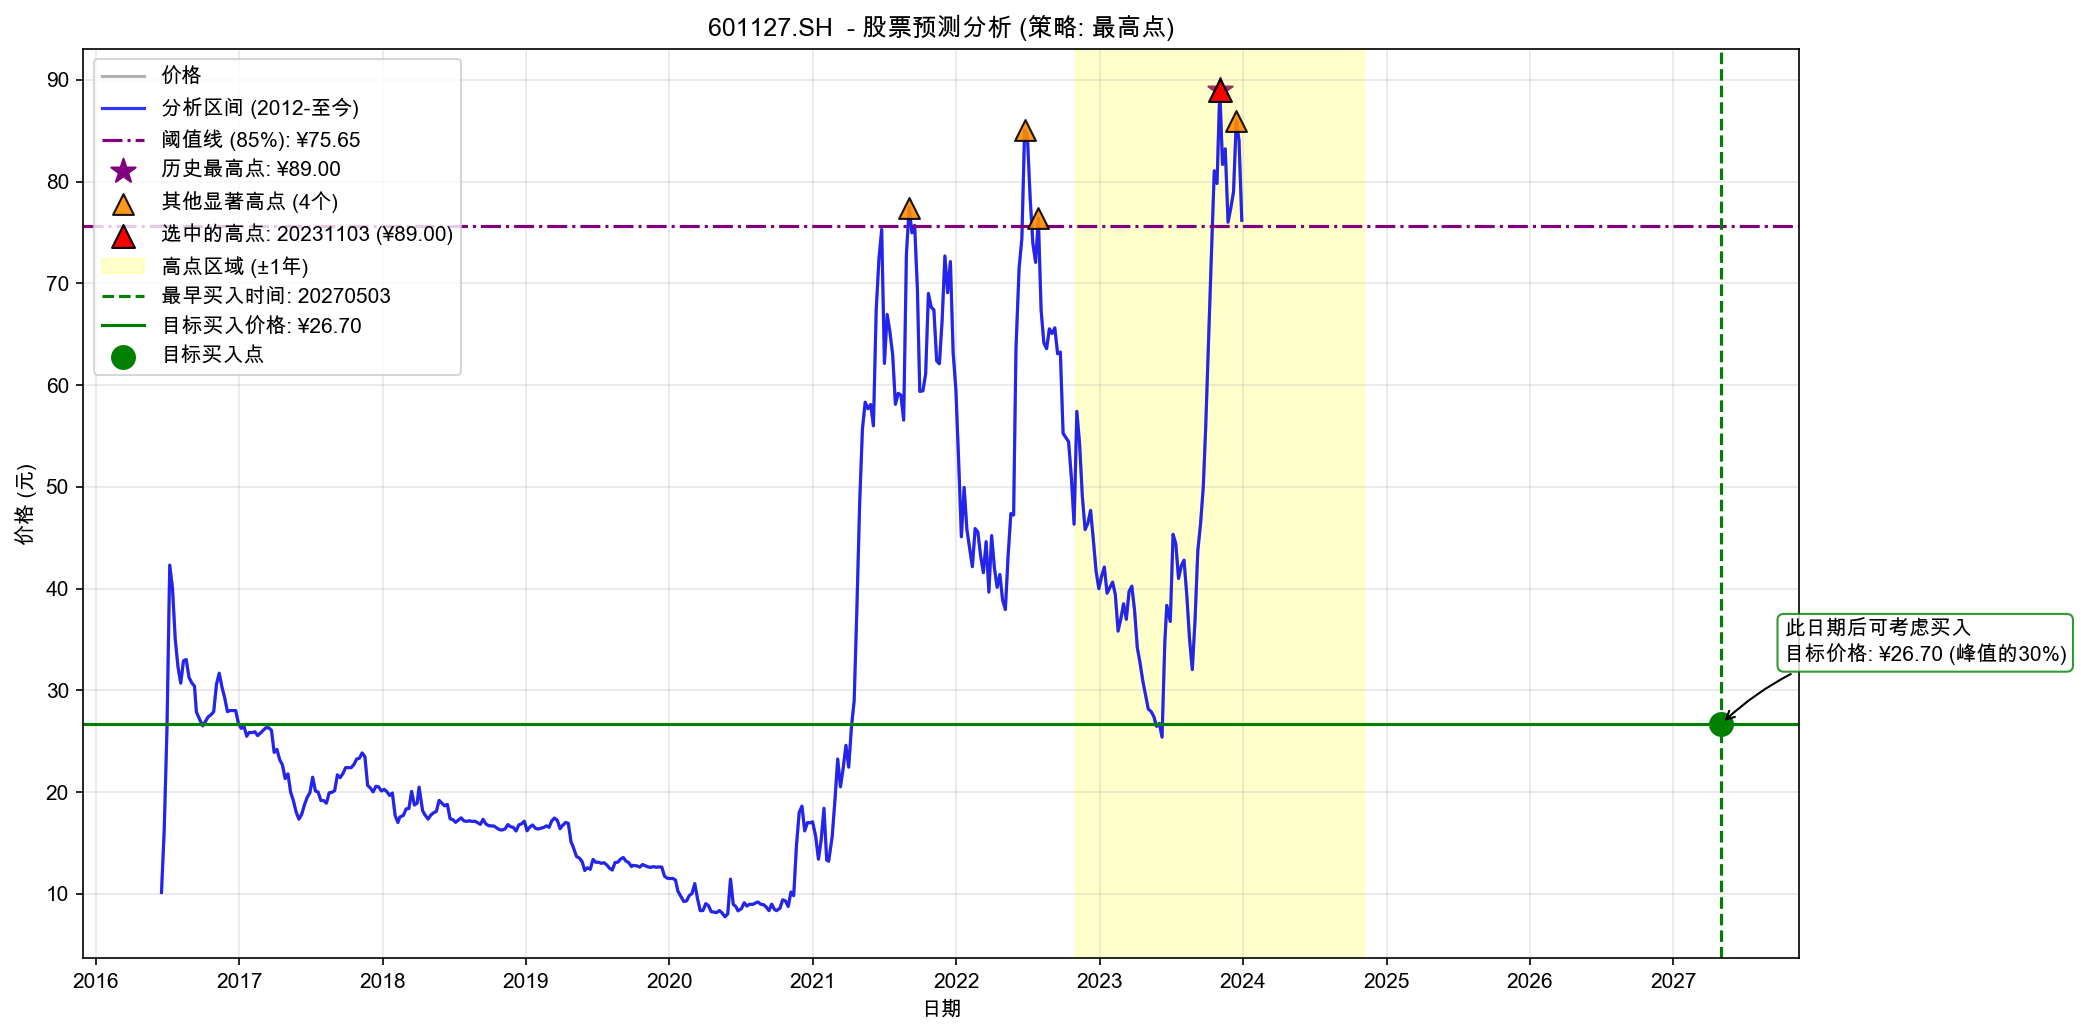 601127.SH  - 股票预测分析 (策略: 最高点)
价格
分析区间 (2012-至今)
阈值线 (85%): ¥75.65
历史最高点: ¥89.00
其他显著高点 (4个)
选中的高点: 20231103 (¥89.00)
高点区域 (±1年)
最早买入时间: 20270503
目标买入价格: ¥26.70
目标买入点
价格 (元)
90
80
70
60
50
40
30
20
10
此日期后可考虑买入
目标价格: ¥26.70 (峰值的30%)
2016
2017
2018
2019
2020
2021
2022
2023
2024
2025
2026
2027
日期